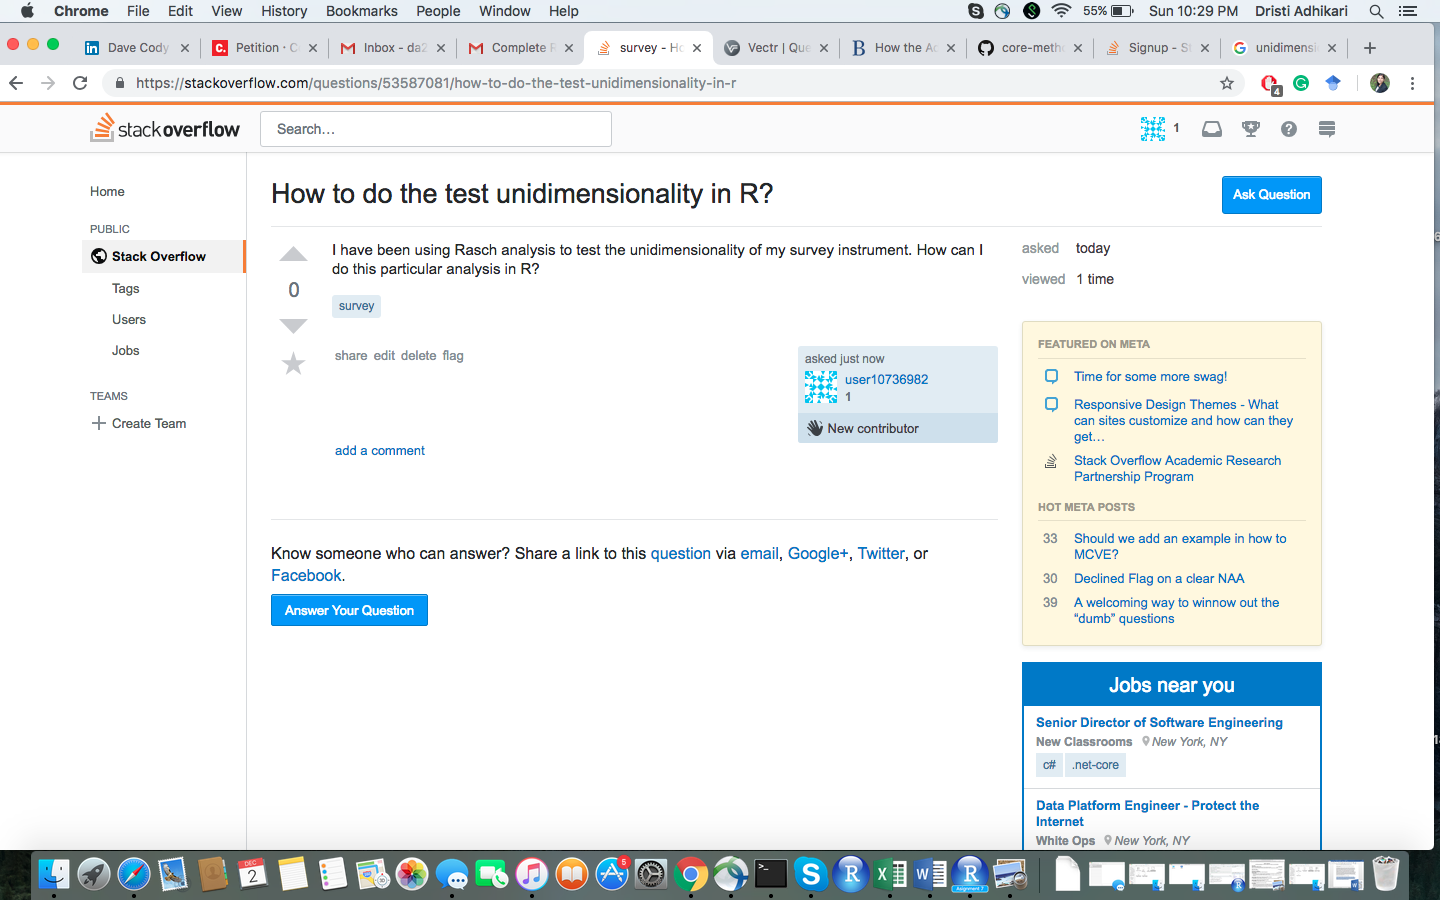 Chrome File Edit View History Bookmarks People Window Help 55% Sun 10:29 PM Dristi Adhikari
Dave Cody Petition · C Inbox - da2 Complete R survey - Ho Vectr | Que How the Ac core-meth Signup - St unidimensi
https://stackoverflow.com/questions/53587081/how-to-do-the-test-unidimensionality-in-r 4
stackoverflow Search... 1
Home
PUBLIC
Stack Overflow
Tags
Users
Jobs
TEAMS
Create Team
How to do the test unidimensionality in R?
Ask Question
I have been using Rasch analysis to test the unidimensionality of my survey instrument. How can I
do this particular analysis in R?
0
survey
share edit delete flag
asked just now
user10736982
1
New contributor
add a comment
Know someone who can answer? Share a link to this question via email, Google+, Twitter, or
Facebook.
Answer Your Question
asked today
viewed 1 time
FEATURED ON META
Time for some more swag!
Responsive Design Themes - What
can sites customize and how can they
get…
Stack Overflow Academic Research
Partnership Program
HOT META POSTS
33 Should we add an example in how to
MCVE?
30 Declined Flag on a clear NAA
39 A welcoming way to winnow out the
“dumb” questions
Jobs near you
Senior Director of Software Engineering
New Classrooms New York, NY
c# .net-core
Data Platform Engineer - Protect the
Internet
White Ops New York, NY
DEC
2
6